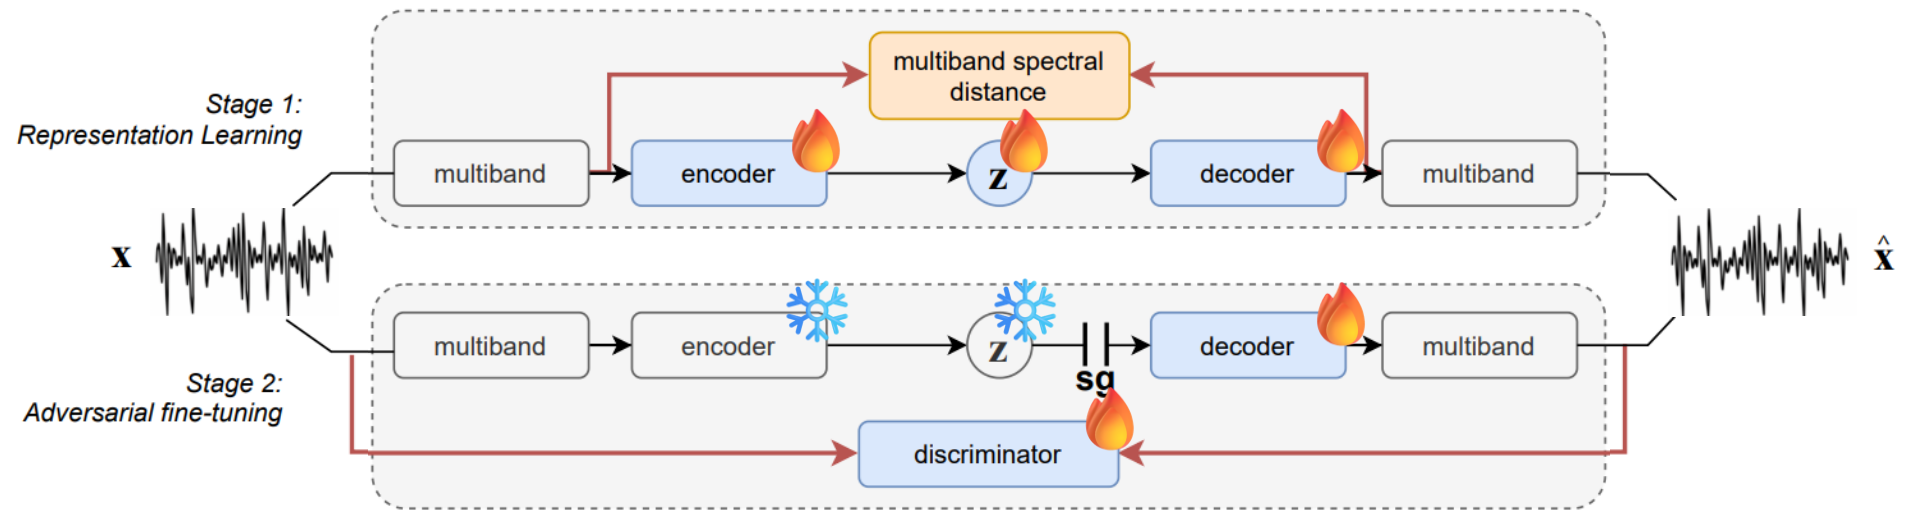 multiband spectral
distance
Stage 1:
Representation Learning
multiband
encoder
z
decoder
multiband
x
x̂
multiband
encoder
z
sg
decoder
multiband
Stage 2:
Adversarial fine-tuning
discriminator